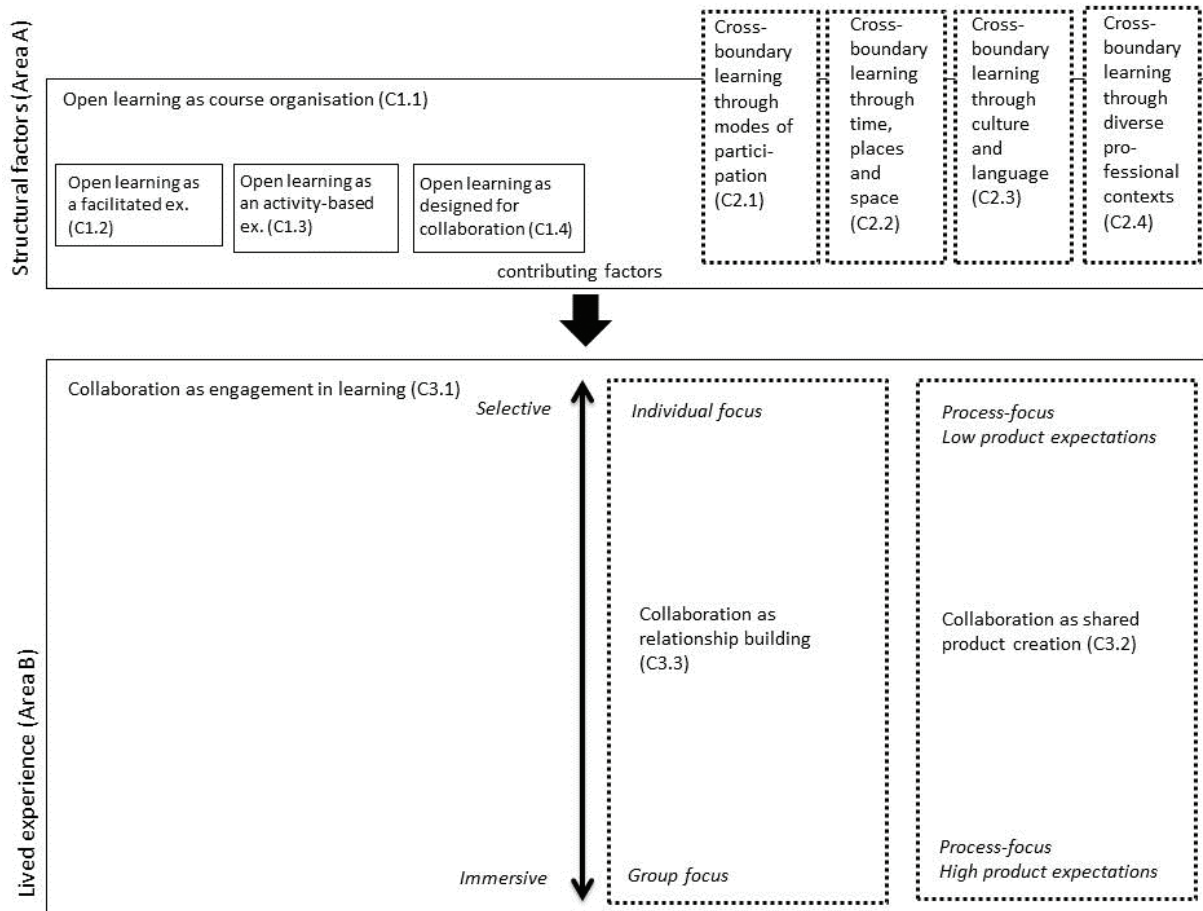 Structural factors (Area A)
Open learning as course organisation (C1.1)
Open learning as
a facilitated ex.
(C1.2)
Open learning as
an activity-based
ex. (C1.3)
Open learning as
designed for
collaboration (C1.4)
Cross-
boundary
learning
through
modes of
partici-
pation
(C2.1)
Cross-
boundary
learning
through
time,
places
and
space
(C2.2)
Cross-
boundary
learning
through
culture
and
language
(C2.3)
Cross-
boundary
learning
through
diverse
pro-
fessional
contexts
(C2.4)
contributing factors
Lived experience (Area B)
Collaboration as engagement in learning (C3.1)
Selective
Immersive
Individual focus
Collaboration as
relationship building
(C3.3)
Group focus
Process-focus
Low product expectations
Collaboration as shared
product creation (C3.2)
Process-focus
High product expectations